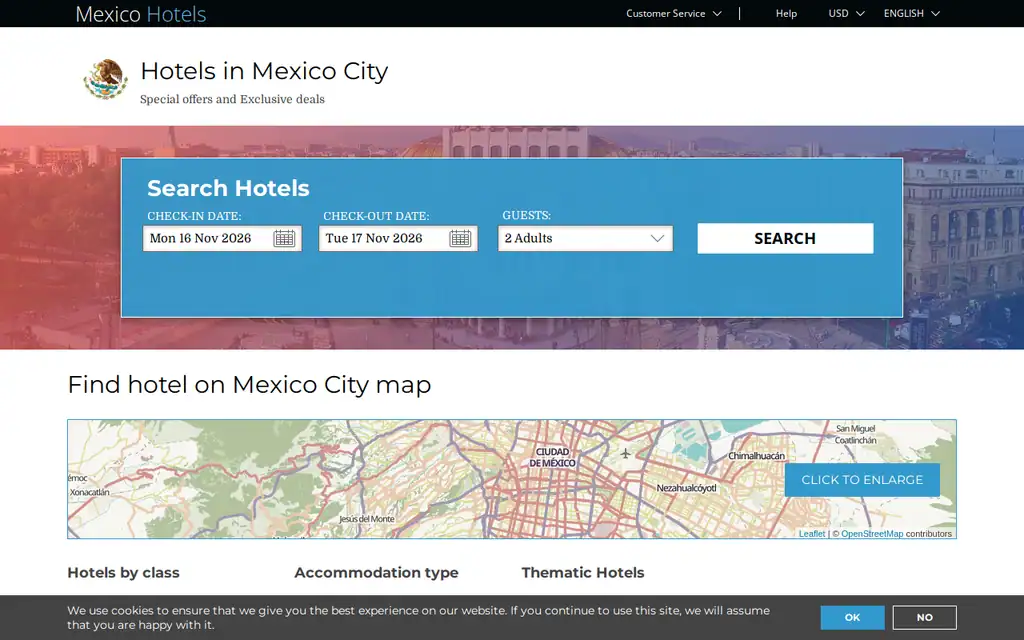 Mexico Hotels
Customer Service
Help
USD
ENGLISH
Hotels in Mexico City
Special offers and Exclusive deals
Search Hotels
CHECK-IN DATE:
CHECK-OUT DATE:
GUESTS:
Mon 16 Nov 2026
Tue 17 Nov 2026
2 Adults
SEARCH
Find hotel on Mexico City map
San Miguel
Coatlinchán
CIUDAD
DE MÉXICO
Chimalhuacán
Xonacatlán
Nezahualcóyotl
CLICK TO ENLARGE
Jesús del Monte
Leaflet | © OpenStreetMap contributors
Hotels by class
Accommodation type
Thematic Hotels
We use cookies to ensure that we give you the best experience on our website. If you continue to use this site, we will assume
that you are happy with it.
OK
NO